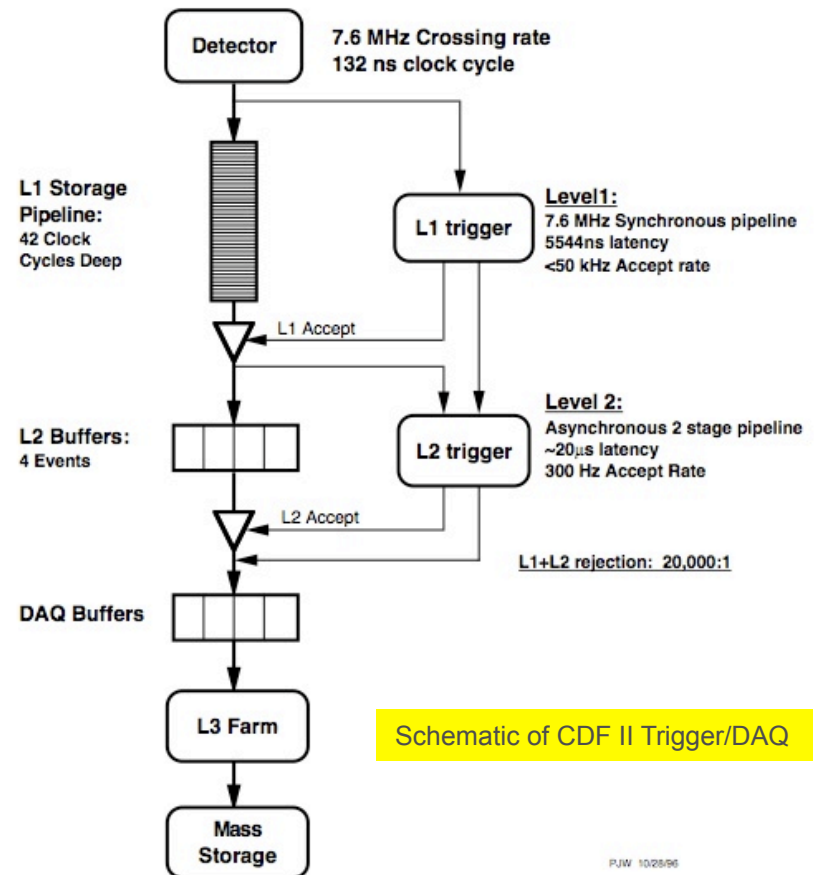 Detector
7.6 MHz Crossing rate
132 ns clock cycle
L1 Storage
Pipeline:
42 Clock
Cycles Deep
L1 trigger
Level1:
7.6 MHz Synchronous pipeline
5544ns latency
<50 kHz Accept rate
L1 Accept
L2 Buffers:
4 Events
L2 trigger
Level 2:
Asynchronous 2 stage pipeline
~20µs latency
300 Hz Accept Rate
L2 Accept
L1+L2 rejection: 20,000:1
DAQ Buffers
L3 Farm
Schematic of CDF II Trigger/DAQ
Mass
Storage
PJW 10/28/96